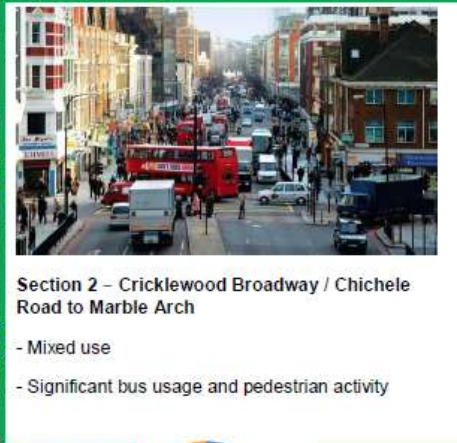 Section 2 – Cricklewood Broadway / Chichele
Road to Marble Arch
- Mixed use
- Significant bus usage and pedestrian activity